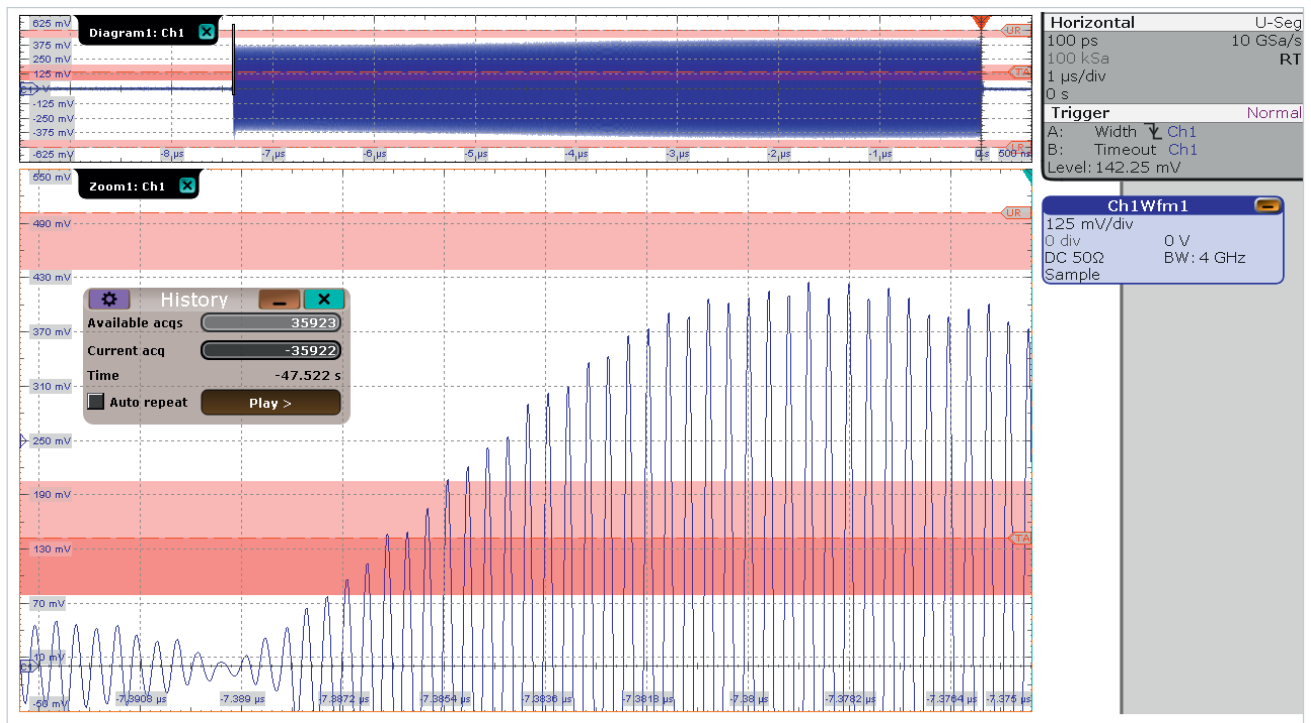 625 mV
Diagram1: Ch1
UR
375 mV
250 mV
125 mV
TA
C1
-125 mV
-250 mV
-375 mV
-625 mV
-8 µs
-7 µs
-6 µs
-5 µs
-4 µs
-3 µs
-2 µs
-1 µs
0 s
500 ns
LR
550 mV
Zoom1: Ch1
UR
490 mV
430 mV
History
Available acqs 35923
370 mV
Current acq -35922
Time -47.522 s
310 mV
Auto repeat Play >
250 mV
190 mV
TA
130 mV
70 mV
10 mV
C1
-50 mV
-7.3908 µs
-7.389 µs
-7.3872 µs
-7.3854 µs
-7.3836 µs
-7.3818 µs
-7.38 µs
-7.3782 µs
-7.3764 µs
-7.375 µs
Horizontal U-Seg
100 ps 10 GSa/s
100 kSa RT
1 µs/div
0 s
Trigger Normal
A: Width Ch1
B: Timeout Ch1
Level: 142.25 mV
Ch1Wfm1
125 mV/div
0 div 0 V
DC 50Ω BW: 4 GHz
Sample